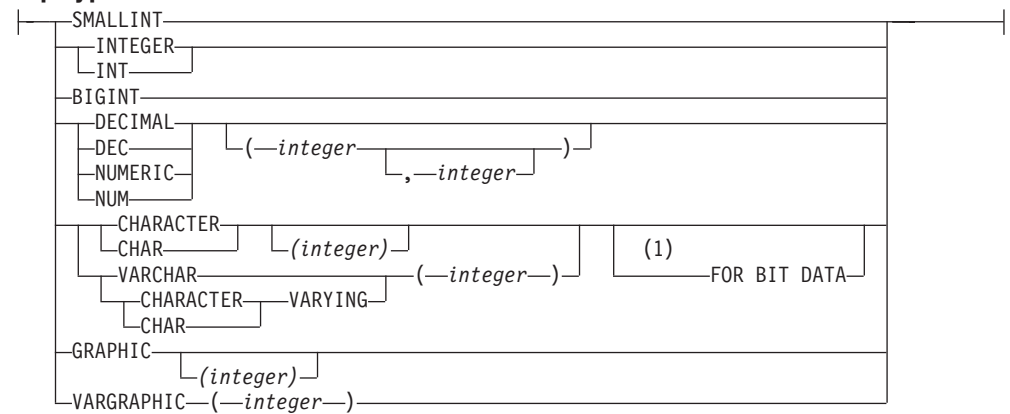 SMALLINT
INTEGER
INT
BIGINT
DECIMAL
DEC ( integer )
NUMERIC , integer
NUM
CHARACTER
CHAR (integer) (1)
VARCHAR ( integer ) FOR BIT DATA
CHARACTER VARYING
CHAR
GRAPHIC
(integer)
VARGRAPHIC ( integer )